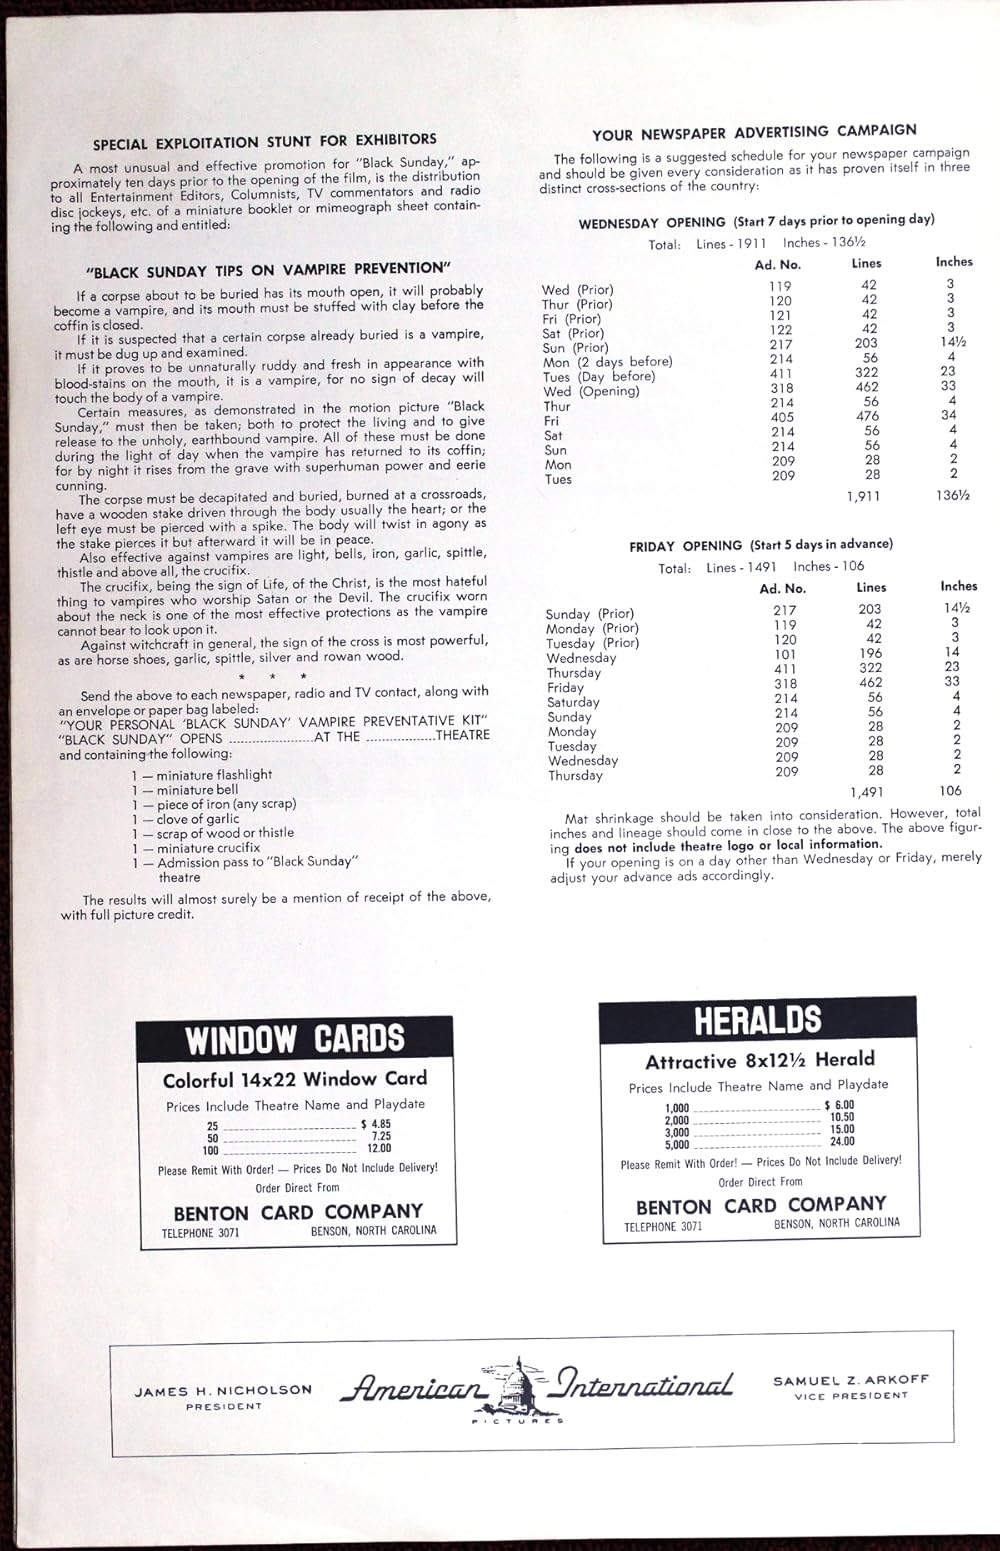 SPECIAL EXPLOITATION STUNT FOR EXHIBITORS
A most unusual and effective promotion for "Black Sunday," ap-
proximately ten days prior to the opening of the film, is the distribution
to all Entertainment Editors, Columnists, TV commentators and radio
disc jockeys, etc. of a miniature booklet or mimeograph sheet contain-
ing the following and entitled:
"BLACK SUNDAY TIPS ON VAMPIRE PREVENTION"
If a corpse about to be buried has its mouth open, it will probably
become a vampire, and its mouth must be stuffed with clay before the
coffin is closed.
If it is suspected that a certain corpse already buried is a vampire,
it must be dug up and examined.
If it proves to be unnaturally ruddy and fresh in appearance with
blood-stains on the mouth, it is a vampire, for no sign of decay will
touch the body of a vampire.
Certain measures, as demonstrated in the motion picture "Black
Sunday," must then be taken; both to protect the living and to give
release to the unholy, earthbound vampire. All of these must be done
during the light of day when the vampire has returned to its coffin;
for by night it rises from the grave with superhuman power and eerie
cunning.
The corpse must be decapitated and buried, burned at a crossroads,
have a wooden stake driven through the body usually the heart; or the
left eye must be pierced with a spike. The body will twist in agony as
the stake pierces it but afterward it will be in peace.
Also effective against vampires are light, bells, iron, garlic, spittle,
thistle and above all, the crucifix.
The crucifix, being the sign of Life, of the Christ, is the most hateful
thing to vampires who worship Satan or the Devil. The crucifix worn
about the neck is one of the most effective protections as the vampire
cannot bear to look upon it.
Against witchcraft in general, the sign of the cross is most powerful,
as are horse shoes, garlic, spittle, silver and rowan wood.
* * *
Send the above to each newspaper, radio and TV contact, along with
an envelope or paper bag labeled:
"YOUR PERSONAL 'BLACK SUNDAY' VAMPIRE PREVENTATIVE KIT"
"BLACK SUNDAY" OPENS ......................AT THE ..................THEATRE
and containing the following:
1 — miniature flashlight
1 — miniature bell
1 — piece of iron (any scrap)
1 — clove of garlic
1 — scrap of wood or thistle
1 — miniature crucifix
1 — Admission pass to "Black Sunday"
theatre
The results will almost surely be a mention of receipt of the above,
with full picture credit.
YOUR NEWSPAPER ADVERTISING CAMPAIGN
The following is a suggested schedule for your newspaper campaign
and should be given every consideration as it has proven itself in three
distinct cross-sections of the country:
WEDNESDAY OPENING (Start 7 days prior to opening day)
Total: Lines - 1911 Inches - 136½
Ad. No. Lines Inches
Wed (Prior) 119 42 3
Thur (Prior) 120 42 3
Fri (Prior) 121 42 3
Sat (Prior) 122 42 3
Sun (Prior) 217 203 14½
Mon (2 days before) 214 56 4
Tues (Day before) 411 322 23
Wed (Opening) 318 462 33
Thur 214 56 4
Fri 405 476 34
Sat 214 56 4
Sun 214 56 4
Mon 209 28 2
Tues 209 28 2
1,911 136½
FRIDAY OPENING (Start 5 days in advance)
Total: Lines - 1491 Inches - 106
Ad. No. Lines Inches
Sunday (Prior) 217 203 14½
Monday (Prior) 119 42 3
Tuesday (Prior) 120 42 3
Wednesday 101 196 14
Thursday 411 322 23
Friday 318 462 33
Saturday 214 56 4
Sunday 214 56 4
Monday 209 28 2
Tuesday 209 28 2
Wednesday 209 28 2
Thursday 209 28 2
1,491 106
Mat shrinkage should be taken into consideration. However, total
inches and lineage should come in close to the above. The above figur-
ing does not include theatre logo or local information.
If your opening is on a day other than Wednesday or Friday, merely
adjust your advance ads accordingly.
WINDOW CARDS
Colorful 14x22 Window Card
Prices Include Theatre Name and Playdate
25 ------------------------------ $ 4.85
50 ------------------------------ 7.25
100 ------------------------------ 12.00
Please Remit With Order! — Prices Do Not Include Delivery!
Order Direct From
BENTON CARD COMPANY
TELEPHONE 3071 BENSON, NORTH CAROLINA
HERALDS
Attractive 8x12½ Herald
Prices Include Theatre Name and Playdate
1,000 ------------------------------ $ 6.00
2,000 ------------------------------ 10.50
3,000 ------------------------------ 15.00
5,000 ------------------------------ 24.00
Please Remit With Order! — Prices Do Not Include Delivery!
Order Direct From
BENTON CARD COMPANY
TELEPHONE 3071 BENSON, NORTH CAROLINA
JAMES H. NICHOLSON
PRESIDENT
American International
PICTURES
SAMUEL Z. ARKOFF
VICE PRESIDENT